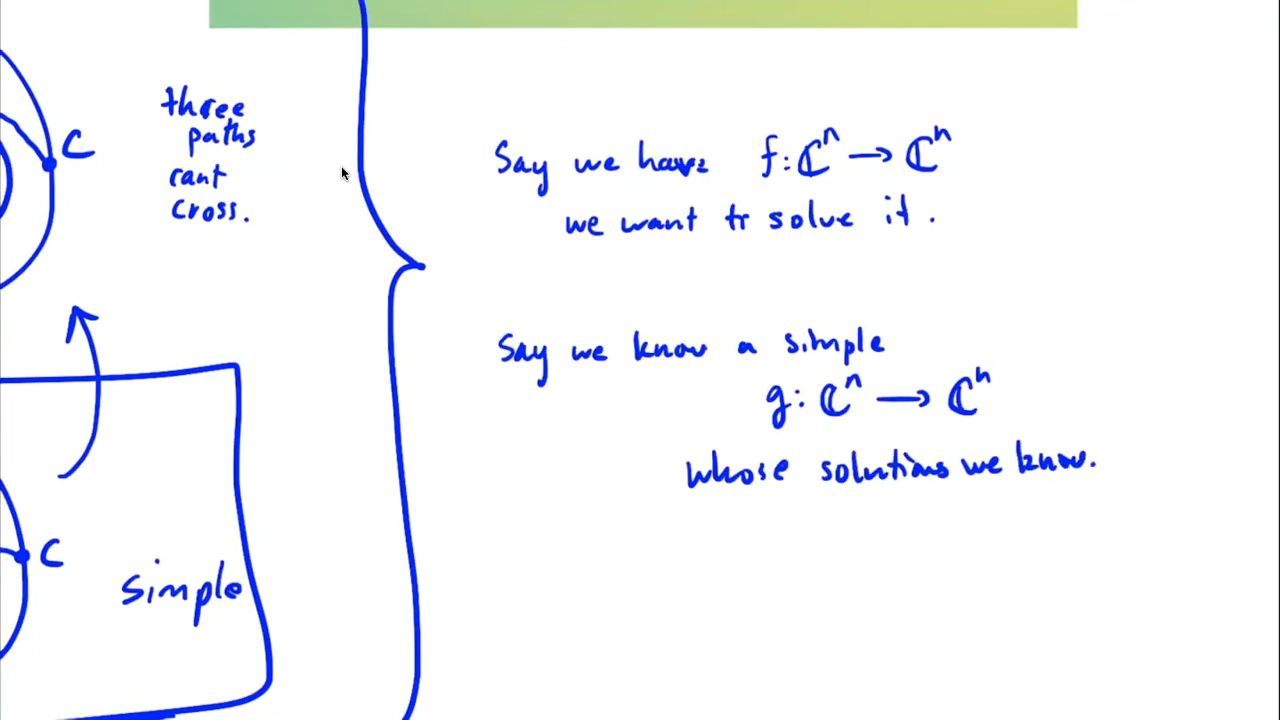 C
three
paths
cant
cross.
C
simple
Say we have f: ℂⁿ → ℂⁿ
we want to solve it.
Say we know a simple
g: ℂⁿ → ℂⁿ
whose solutions we know.